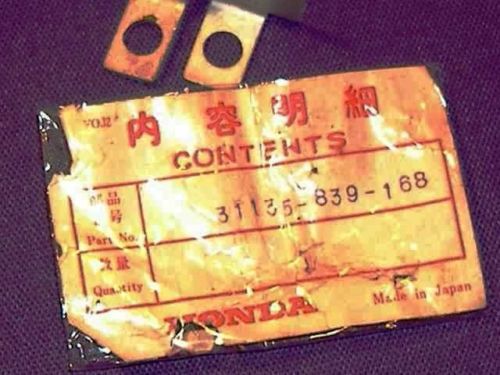 内容明細
CONTENTS
部品
番号
Part No.
31135-839-168
数量
Quantity
HONDA
Made in Japan